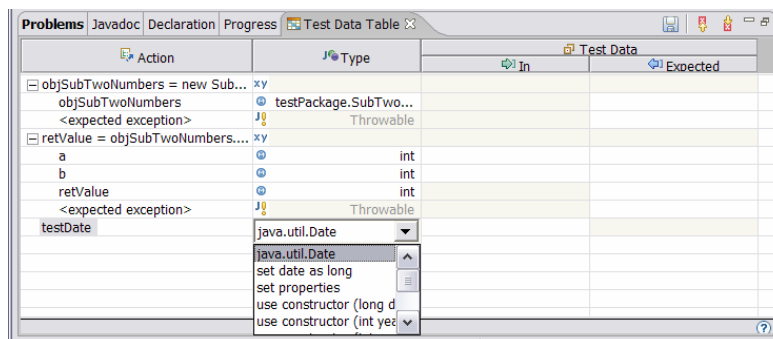 Problems Javadoc Declaration Progress Test Data Table
Action Type Test Data
In Expected
objSubTwoNumbers = new Sub...
objSubTwoNumbers testPackage.SubTwo...
<expected exception> Throwable
retValue = objSubTwoNumbers....
a int
b int
retValue int
<expected exception> Throwable
testDate java.util.Date
java.util.Date
set date as long
set properties
use constructor (long d
use constructor (int yea